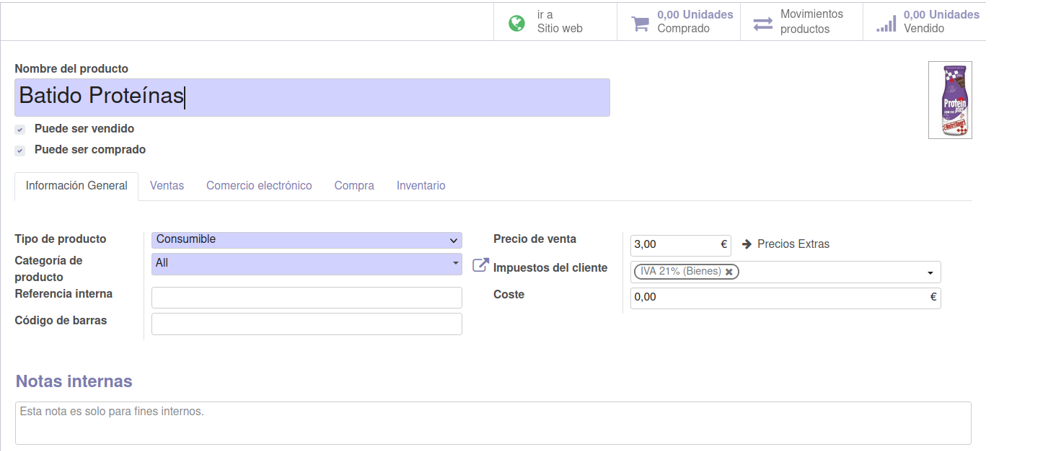 ir a
Sitio web
0,00 Unidades
Comprado
Movimientos
productos
0,00 Unidades
Vendido
Nombre del producto
Batido Proteínas
Protein
Puede ser vendido
Puede ser comprado
Información General
Ventas
Comercio electrónico
Compra
Inventario
Tipo de producto
Consumible
Precio de venta
3,00 €
Precios Extras
Categoría de
producto
All
Impuestos del cliente
IVA 21% (Bienes)
Referencia interna
Coste
0,00 €
Código de barras
Notas internas
Esta nota es solo para fines internos.